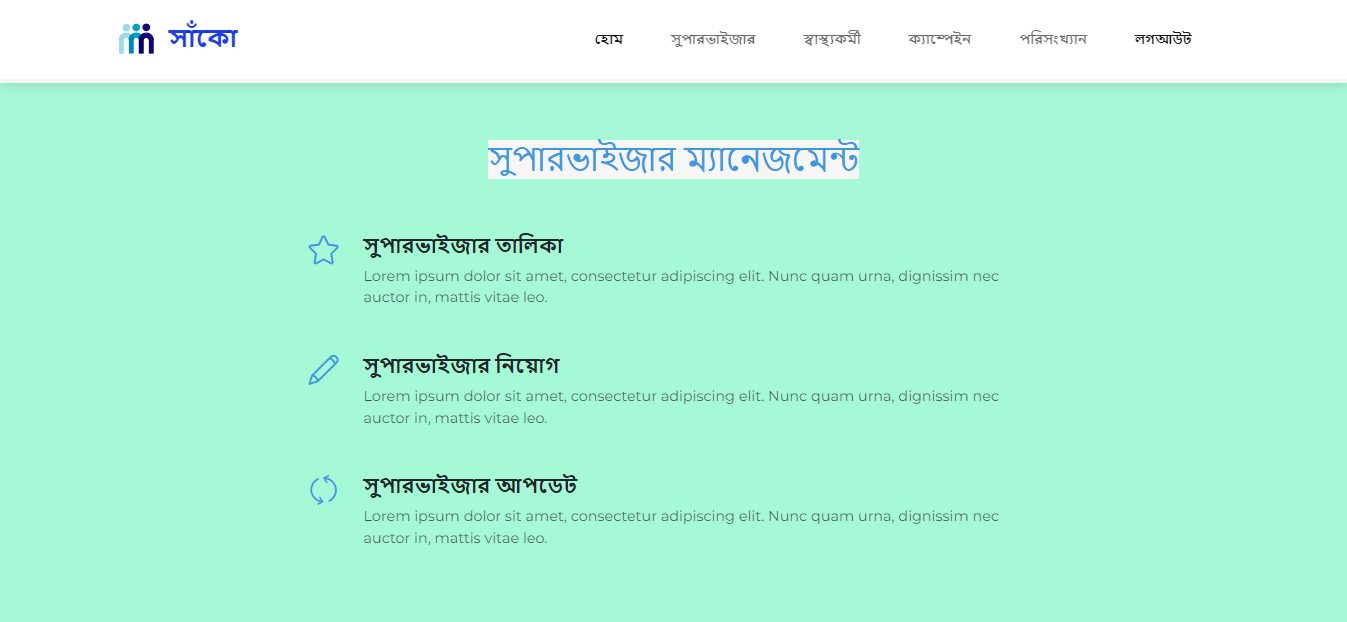 সাঁকো
হোম সুপারভাইজার স্বাস্থ্যকর্মী ক্যাম্পেইন পরিসংখ্যান লগআউট
সুপারভাইজার ম্যানেজমেন্ট
সুপারভাইজার তালিকা
Lorem ipsum dolor sit amet, consectetur adipiscing elit. Nunc quam urna, dignissim nec
auctor in, mattis vitae leo.
সুপারভাইজার নিয়োগ
Lorem ipsum dolor sit amet, consectetur adipiscing elit. Nunc quam urna, dignissim nec
auctor in, mattis vitae leo.
সুপারভাইজার আপডেট
Lorem ipsum dolor sit amet, consectetur adipiscing elit. Nunc quam urna, dignissim nec
auctor in, mattis vitae leo.